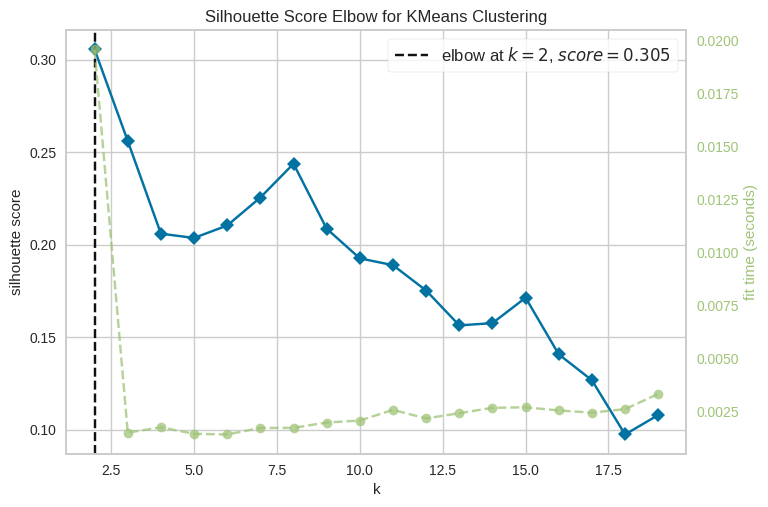 Silhouette Score Elbow for KMeans Clustering
elbow at k = 2, score = 0.305
silhouette score
0.30
0.25
0.20
0.15
0.10
0.0200
0.0175
0.0150
0.0125
0.0100
0.0075
0.0050
0.0025
fit time (seconds)
2.5 5.0 7.5 10.0 12.5 15.0 17.5
k